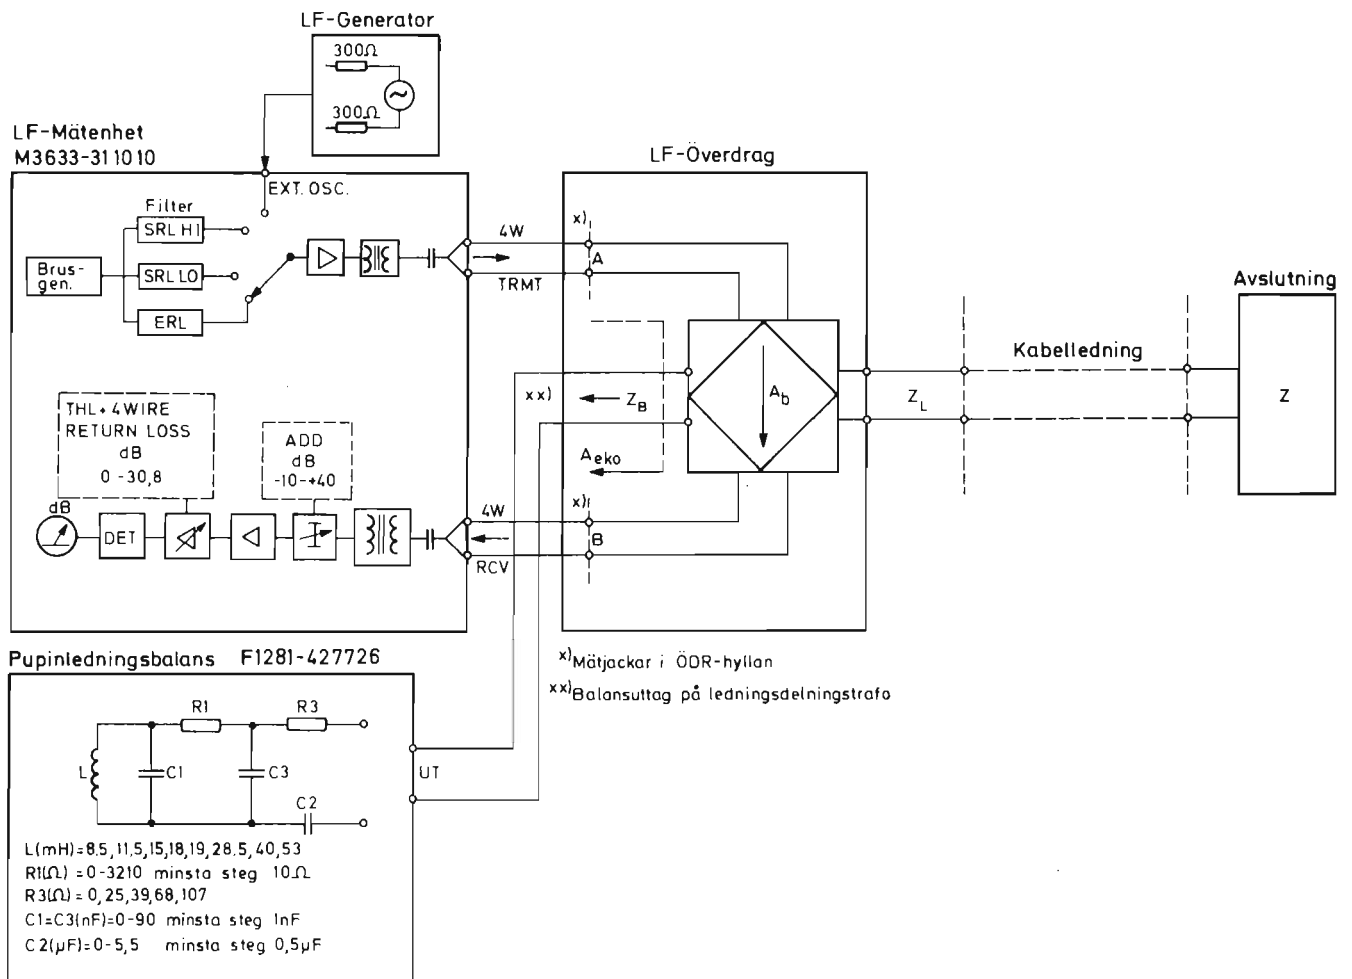 LF-Generator
300Ω
300Ω
LF-Mätenhet
M3633-311010
EXT. OSC.
Filter
SRL HI
SRL LO
ERL
Brus-
gen.
4W
TRMT
LF-Överdrag
x)
A
xx)
Z_B
A_b
A_eko
x)
B
4W
RCV
Z_L
Kabelledning
Avslutning
Z
THL+4WIRE
RETURN LOSS
dB
0-30,8
ADD
dB
-10-+40
dB
DET
x) Mätjackar i ÖDR-hyllan
xx) Balansuttag på ledningsdelningstrafo
Pupinledningsbalans F1281-427726
R1
R3
L
C1
C3
C2
UT
L(mH)=8.5,11,5,15,18,19,28.5,40,53
R1(Ω)=0-3210 minsta steg 10Ω
R3(Ω)=0,25,39,68,107
C1=C3(nF)=0-90 minsta steg 1nF
C2(μF)=0-5,5 minsta steg 0,5μF